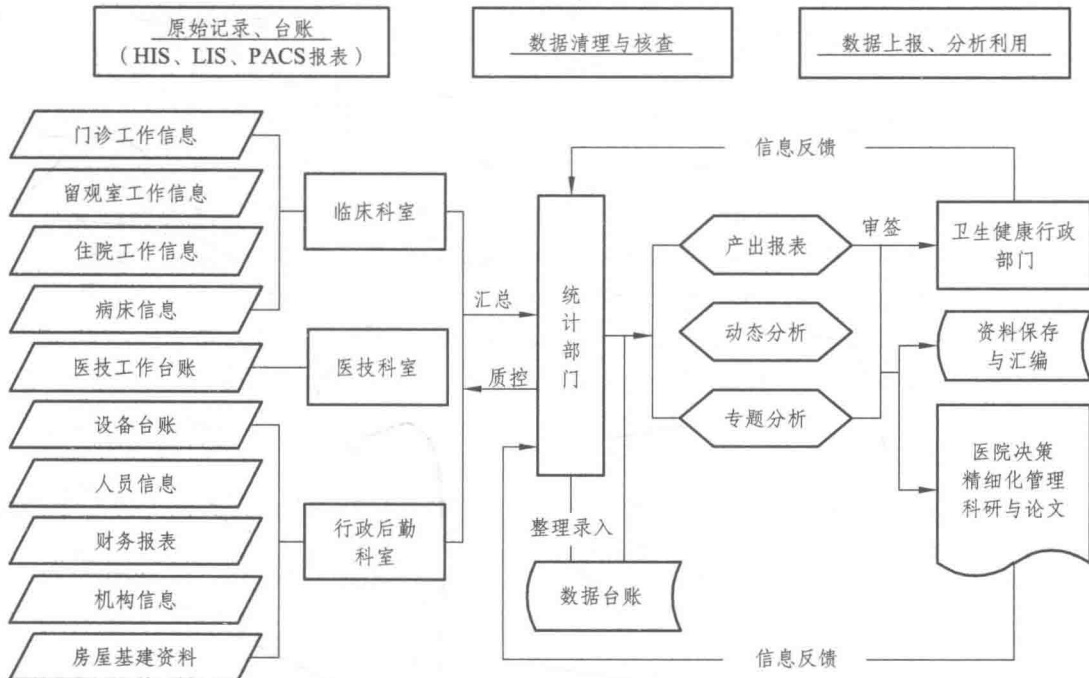 原始记录、台账
（HIS、LIS、PACS报表）
数据清理与核查
数据上报、分析利用
门诊工作信息
留观室工作信息
住院工作信息
病床信息
医技工作台账
设备台账
人员信息
财务报表
机构信息
房屋基建资料
临床科室
医技科室
行政后勤
科室
汇总
质控
统计部门
整理录入
数据台账
信息反馈
产出报表
动态分析
专题分析
审签
卫生健康行政
部门
资料保存
与汇编
医院决策
精细化管理
科研与论文
信息反馈